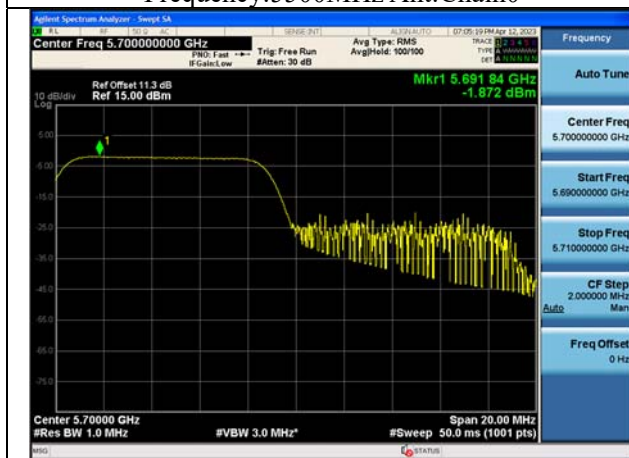 Agilent Spectrum Analyzer - Swept SA
RL RF 50 Ω AC SENSE:INT ALIGN AUTO 07:05:19 PM Apr 12, 2023
Center Freq 5.700000000 GHz
PNO: Fast
IFGain:Low
Trig: Free Run
#Atten: 30 dB
Avg Type: RMS
Avg|Hold: 100/100
TRACE 1 2 3 4 5 6
TYPE
DET A N N N N N
Ref Offset 11.3 dB
Ref 15.00 dBm
10 dB/div
Log
Mkr1 5.691 84 GHz
-1.872 dBm
1
5.00
-5.00
-15.0
-25.0
-35.0
-45.0
-55.0
-65.0
-75.0
Center 5.70000 GHz
#Res BW 1.0 MHz
#VBW 3.0 MHz*
Span 20.00 MHz
#Sweep 50.0 ms (1001 pts)
MSG
STATUS
Frequency
Auto Tune
Center Freq
5.700000000 GHz
Start Freq
5.690000000 GHz
Stop Freq
5.710000000 GHz
CF Step
2.000000 MHz
Auto Man
Freq Offset
0 Hz